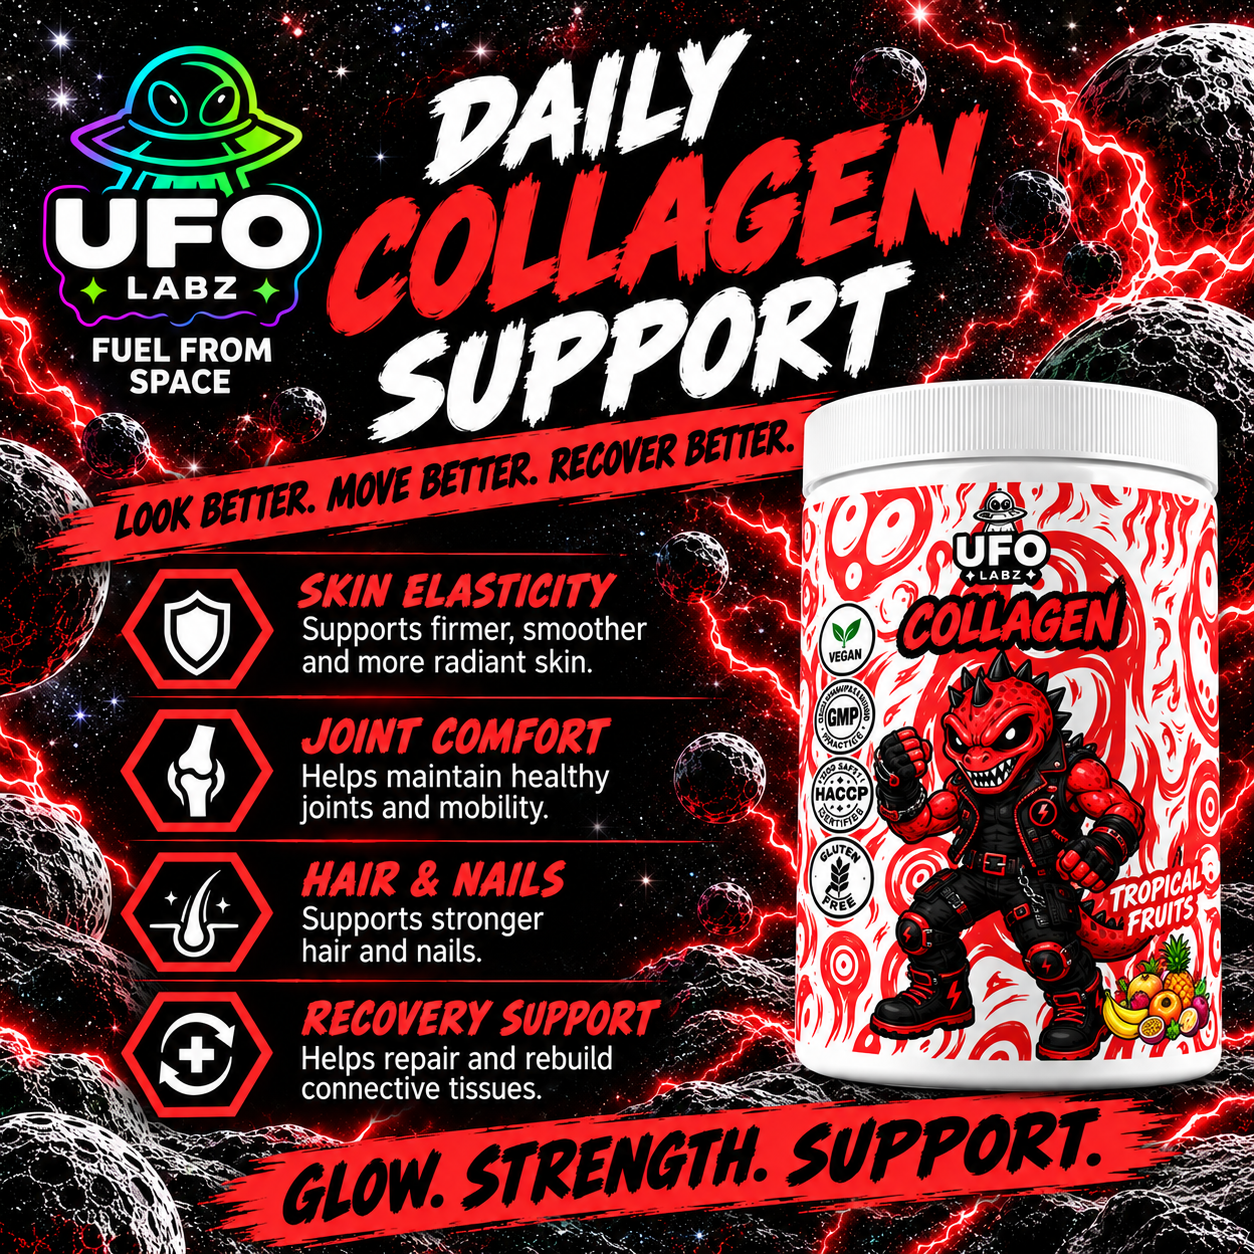 UFO
LABZ
FUEL FROM
SPACE
DAILY
COLLAGEN
SUPPORT
LOOK BETTER. MOVE BETTER. RECOVER BETTER.
SKIN ELASTICITY
Supports firmer, smoother
and more radiant skin.
JOINT COMFORT
Helps maintain healthy
joints and mobility.
HAIR & NAILS
Supports stronger
hair and nails.
RECOVERY SUPPORT
Helps repair and rebuild
connective tissues.
UFO
LABZ
COLLAGEN
VEGAN
GMP
HACCP
CERTIFIED
GLUTEN
FREE
TROPICAL
FRUITS
GLOW. STRENGTH. SUPPORT.